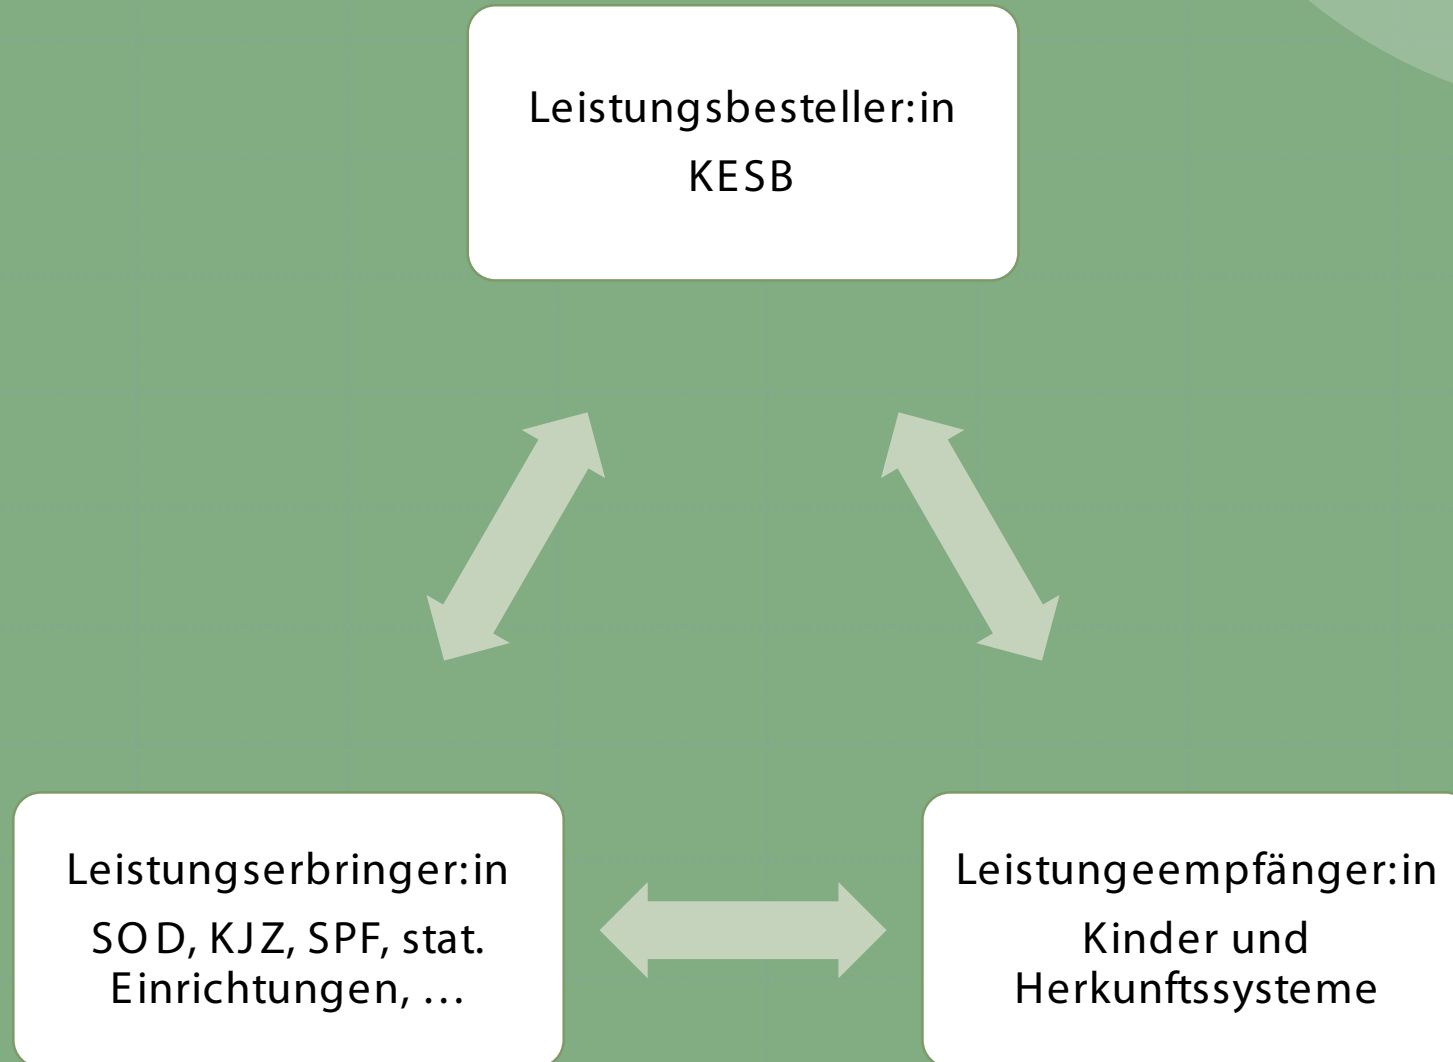 Leistungsbesteller:in
KESB
Leistungserbringer:in
SOD, KJZ, SPF, stat.
Einrichtungen, …
Leistungeempfänger:in
Kinder und
Herkunftssysteme